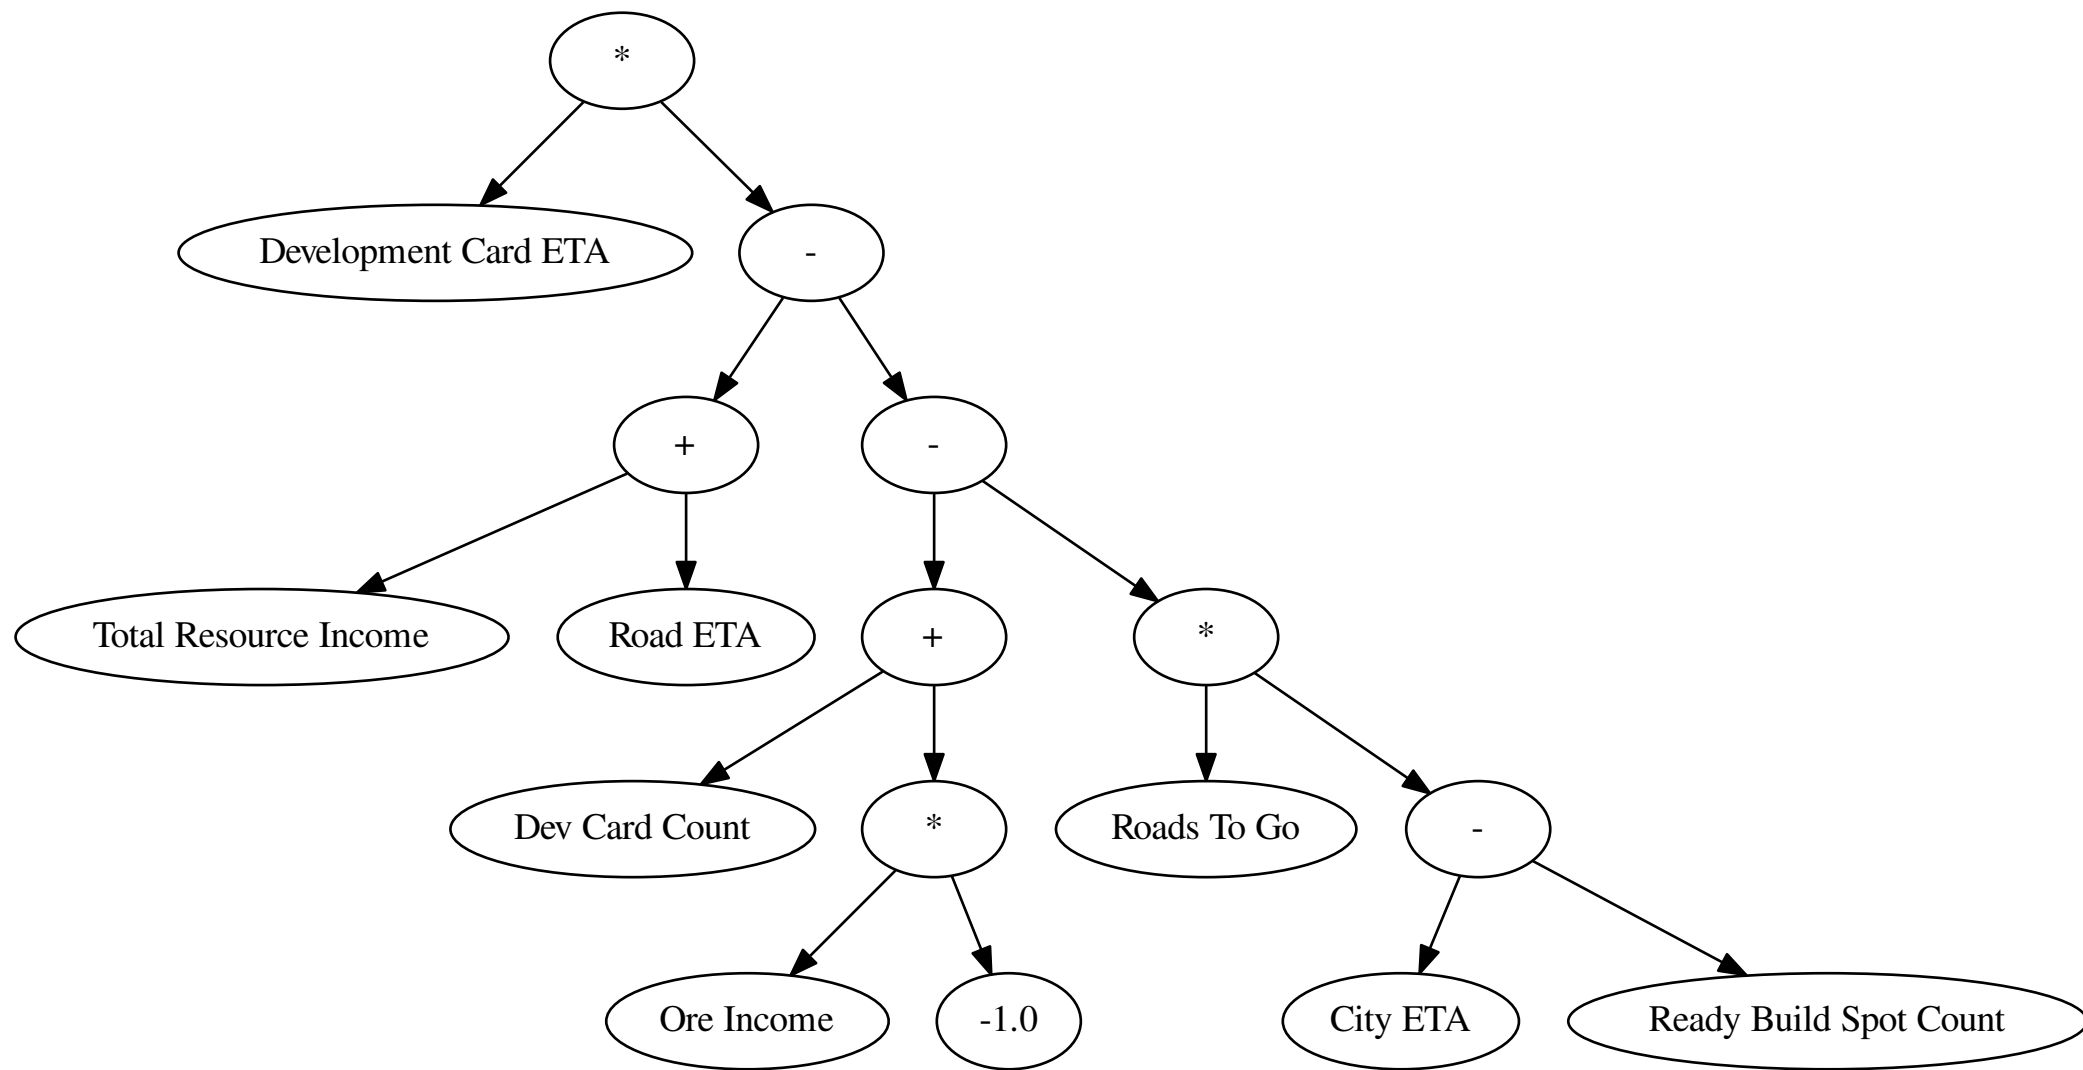 *
Development Card ETA
-
+
-
Total Resource Income
Road ETA
+
*
Dev Card Count
*
Roads To Go
-
Ore Income
-1.0
City ETA
Ready Build Spot Count